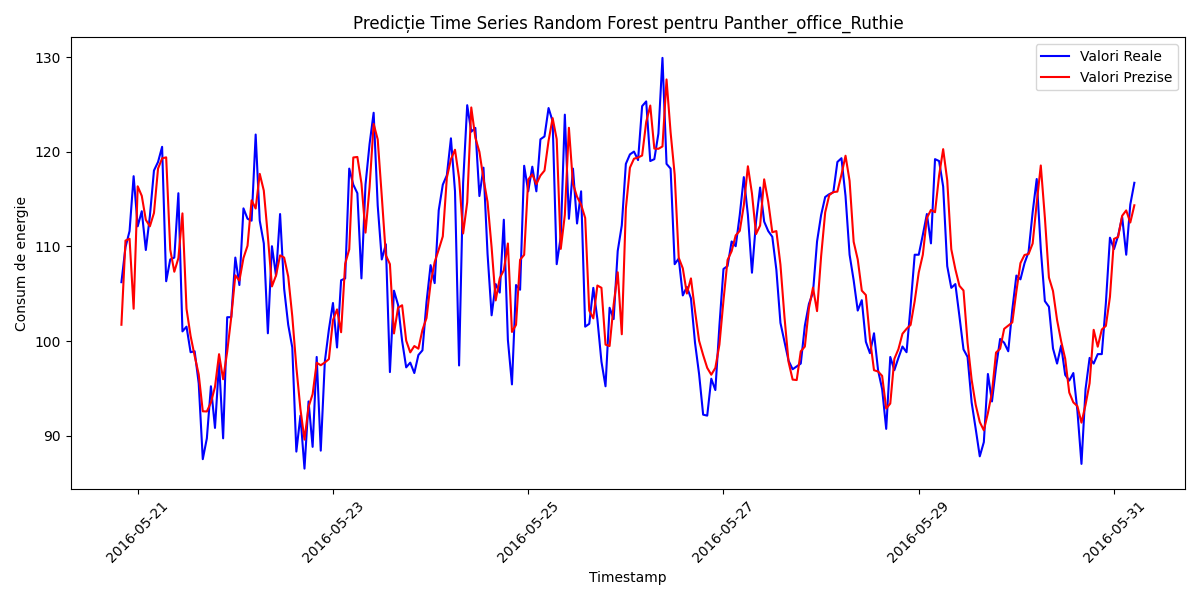 Predicție Time Series Random Forest pentru Panther_office_Ruthie
Valori Reale
Valori Prezise
Consum de energie
130
120
110
100
90
2016-05-21
2016-05-23
2016-05-25
2016-05-27
2016-05-29
2016-05-31
Timestamp